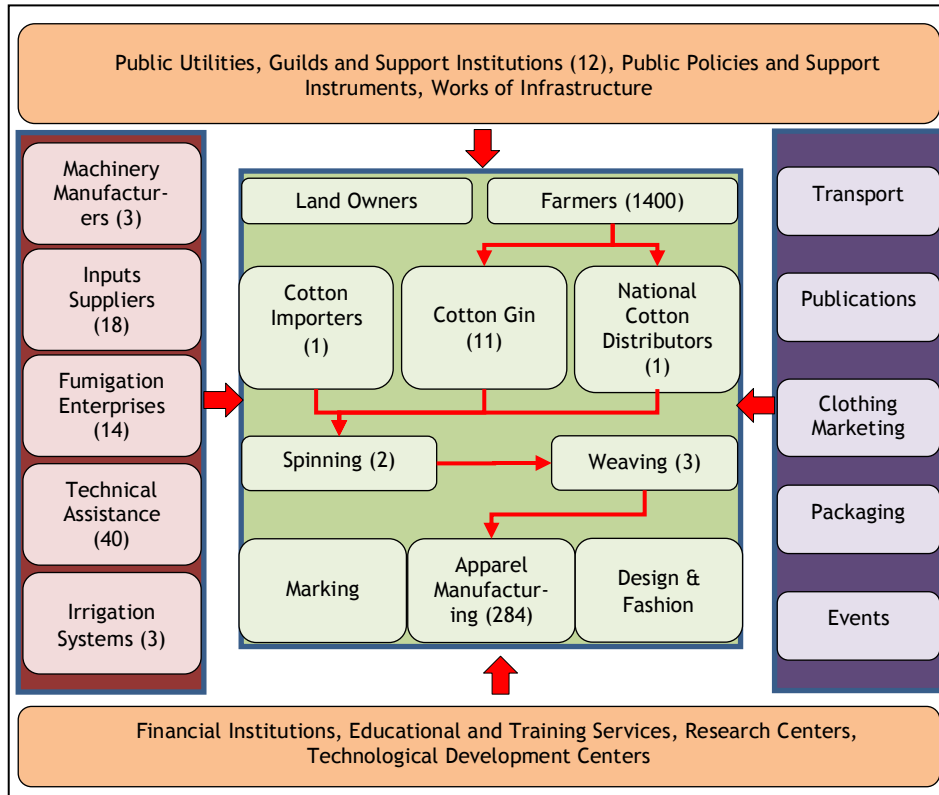 Public Utilities, Guilds and Support Institutions (12), Public Policies and Support
Instruments, Works of Infrastructure
Machinery
Manufactur-
ers (3)
Inputs
Suppliers
(18)
Fumigation
Enterprises
(14)
Technical
Assistance
(40)
Irrigation
Systems (3)
Land Owners
Farmers (1400)
Cotton
Importers
(1)
Cotton Gin
(11)
National
Cotton
Distributors
(1)
Spinning (2)
Weaving (3)
Marking
Apparel
Manufactur-
ing (284)
Design &
Fashion
Transport
Publications
Clothing
Marketing
Packaging
Events
Financial Institutions, Educational and Training Services, Research Centers,
Technological Development Centers